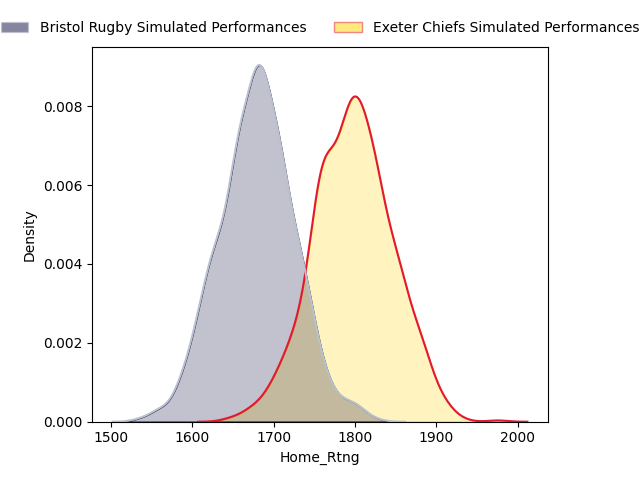 Bristol Rugby Simulated Performances
Exeter Chiefs Simulated Performances
0.008
0.006
0.004
0.002
0.000
Density
1500
1600
1700
1800
1900
2000
Home_Rtng